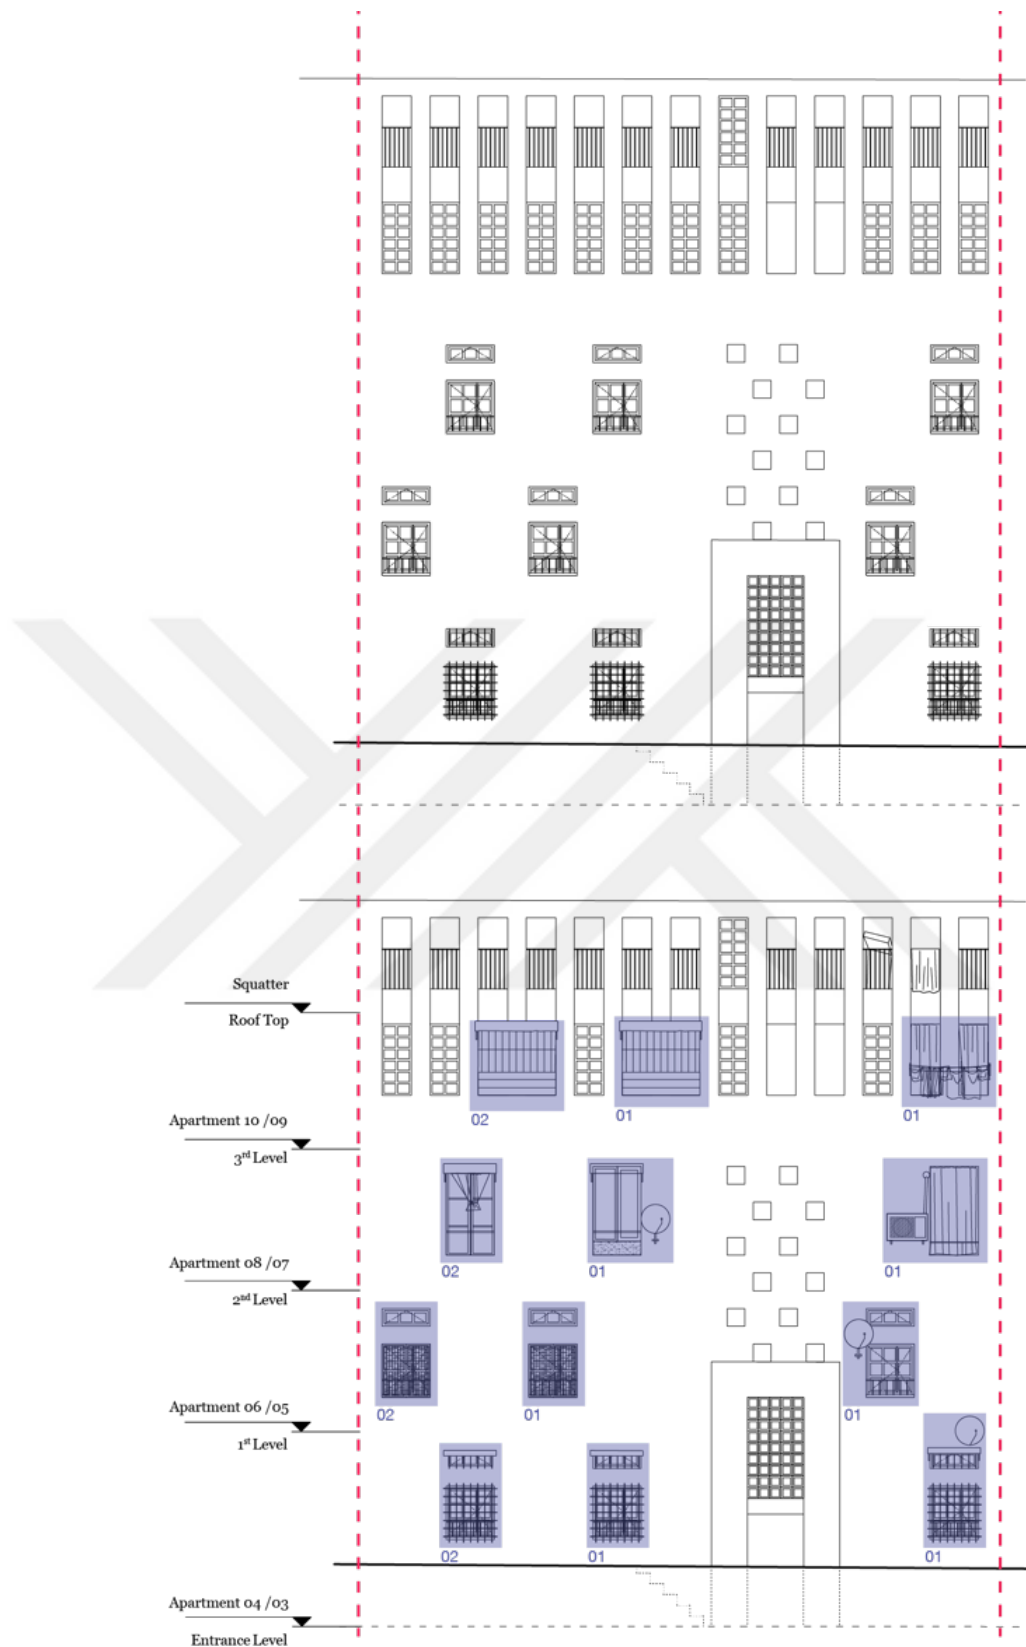 Squatter
Roof Top
02
01
01
Apartment 10 /09
3rd Level
02
01
01
Apartment 08 /07
2nd Level
02
01
01
Apartment 06 /05
1st Level
02
01
01
Apartment 04 /03
Entrance Level